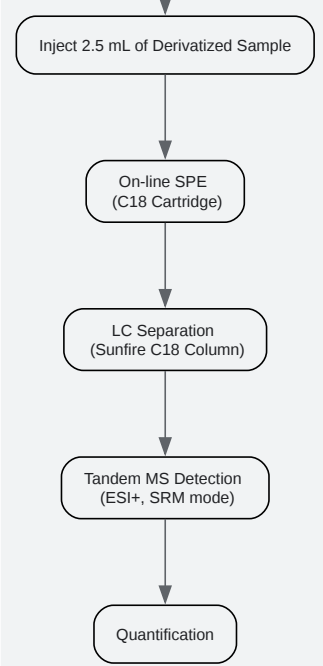 Inject 2.5 mL of Derivatized Sample
On-line SPE
(C18 Cartridge)
LC Separation
(Sunfire C18 Column)
Tandem MS Detection
(ESI+, SRM mode)
Quantification